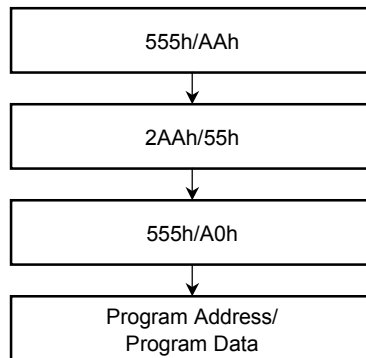 555h/AAh
2AAh/55h
555h/A0h
Program Address/
Program Data